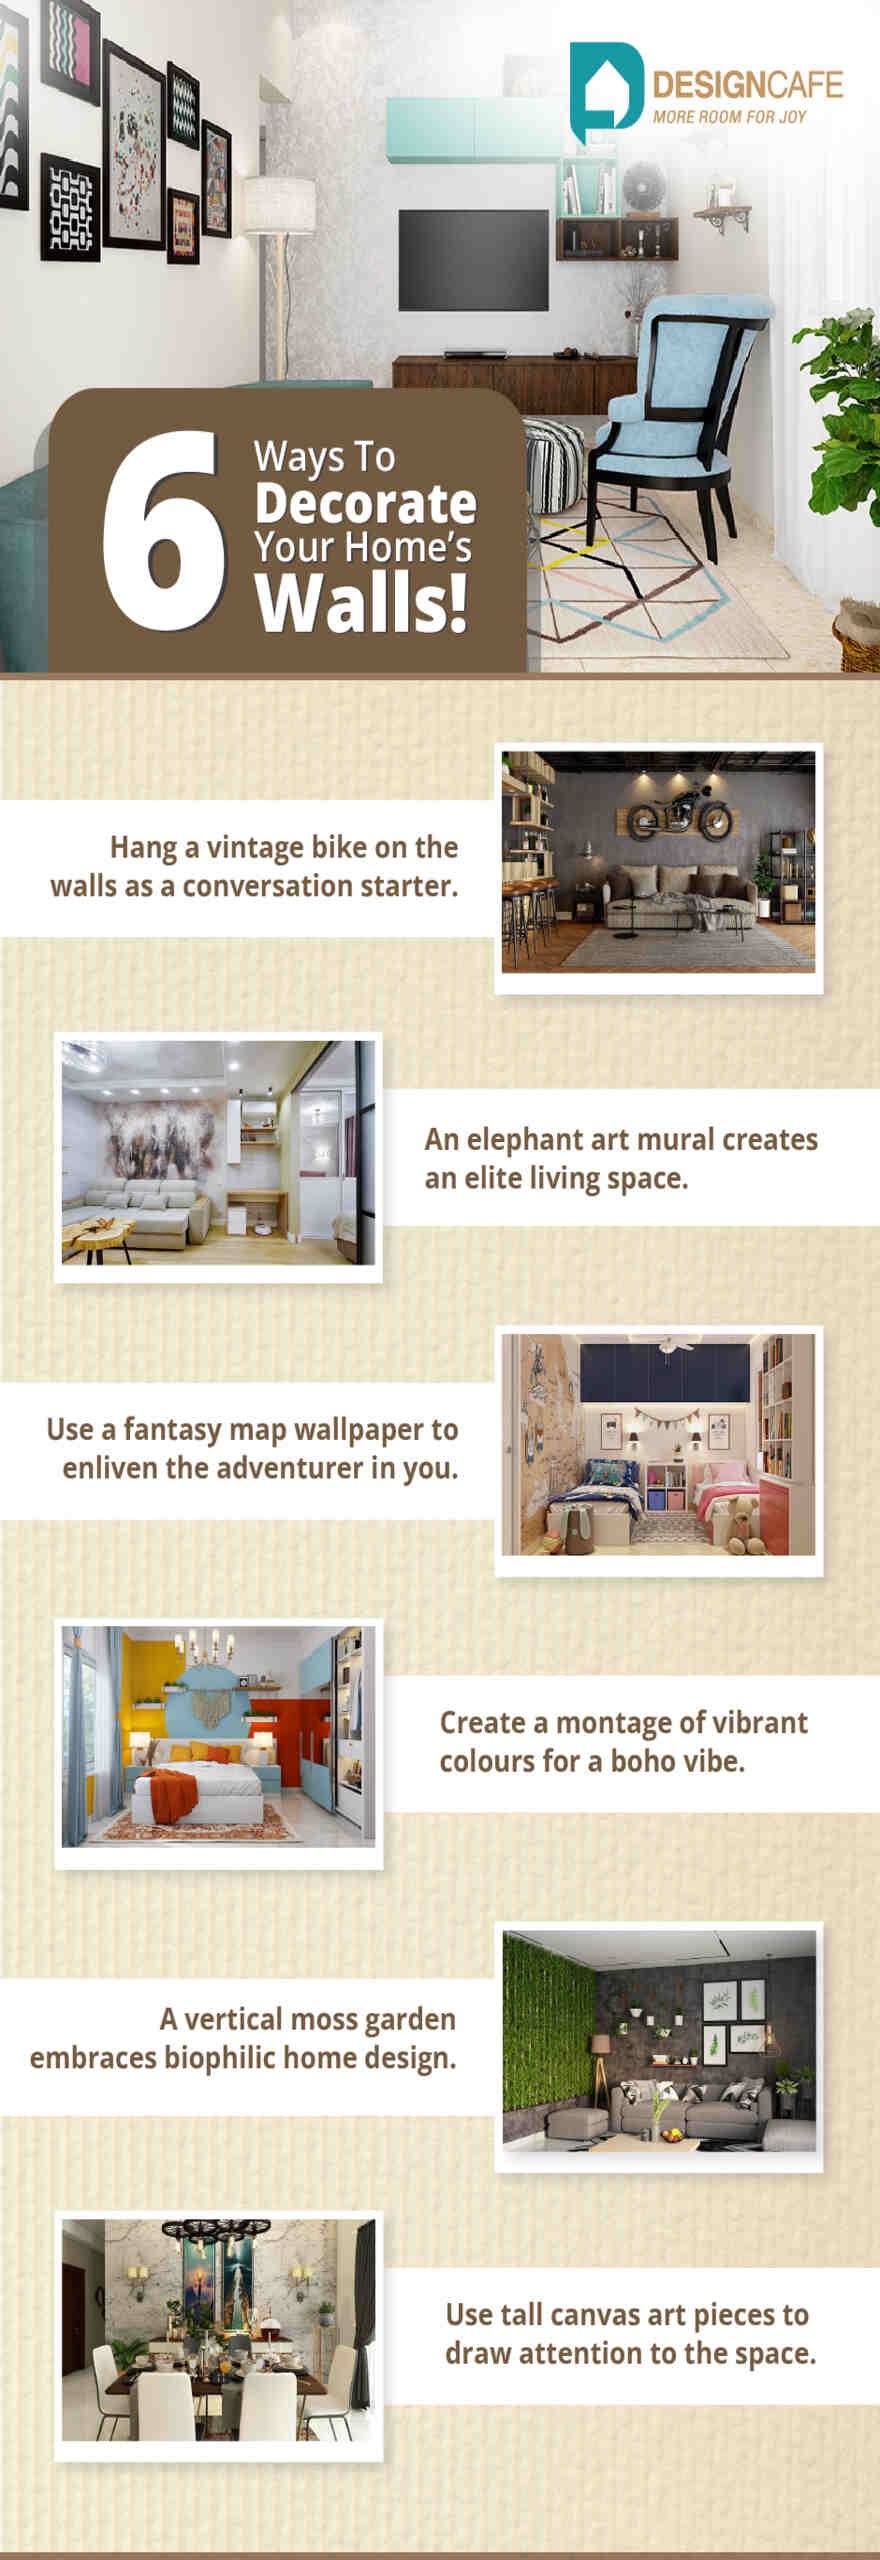 DESIGNCAFE
MORE ROOM FOR JOY
6
Ways To
Decorate
Your Home's
Walls!
Hang a vintage bike on the
walls as a conversation starter.
An elephant art mural creates
an elite living space.
Use a fantasy map wallpaper to
enliven the adventurer in you.
Create a montage of vibrant
colours for a boho vibe.
A vertical moss garden
embraces biophilic home design.
Use tall canvas art pieces to
draw attention to the space.